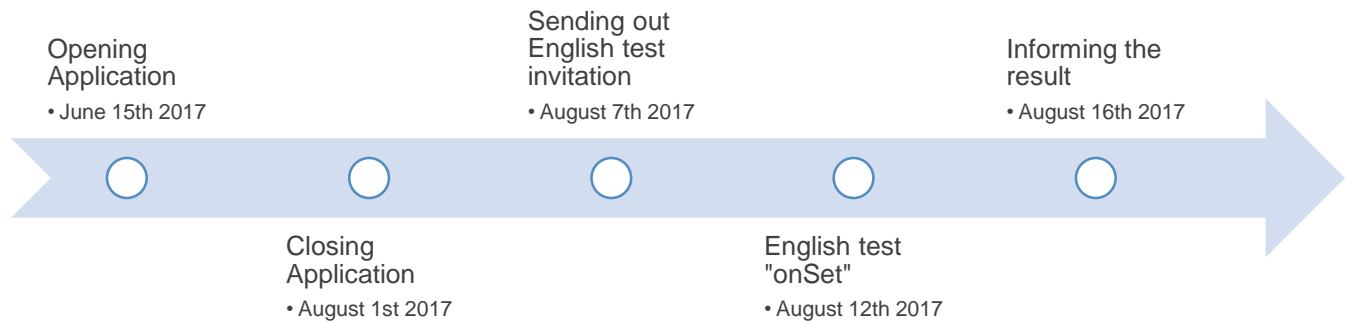 Opening
Application
• June 15th 2017
Closing
Application
• August 1st 2017
Sending out
English test
invitation
• August 7th 2017
English test
"onSet"
• August 12th 2017
Informing the
result
• August 16th 2017